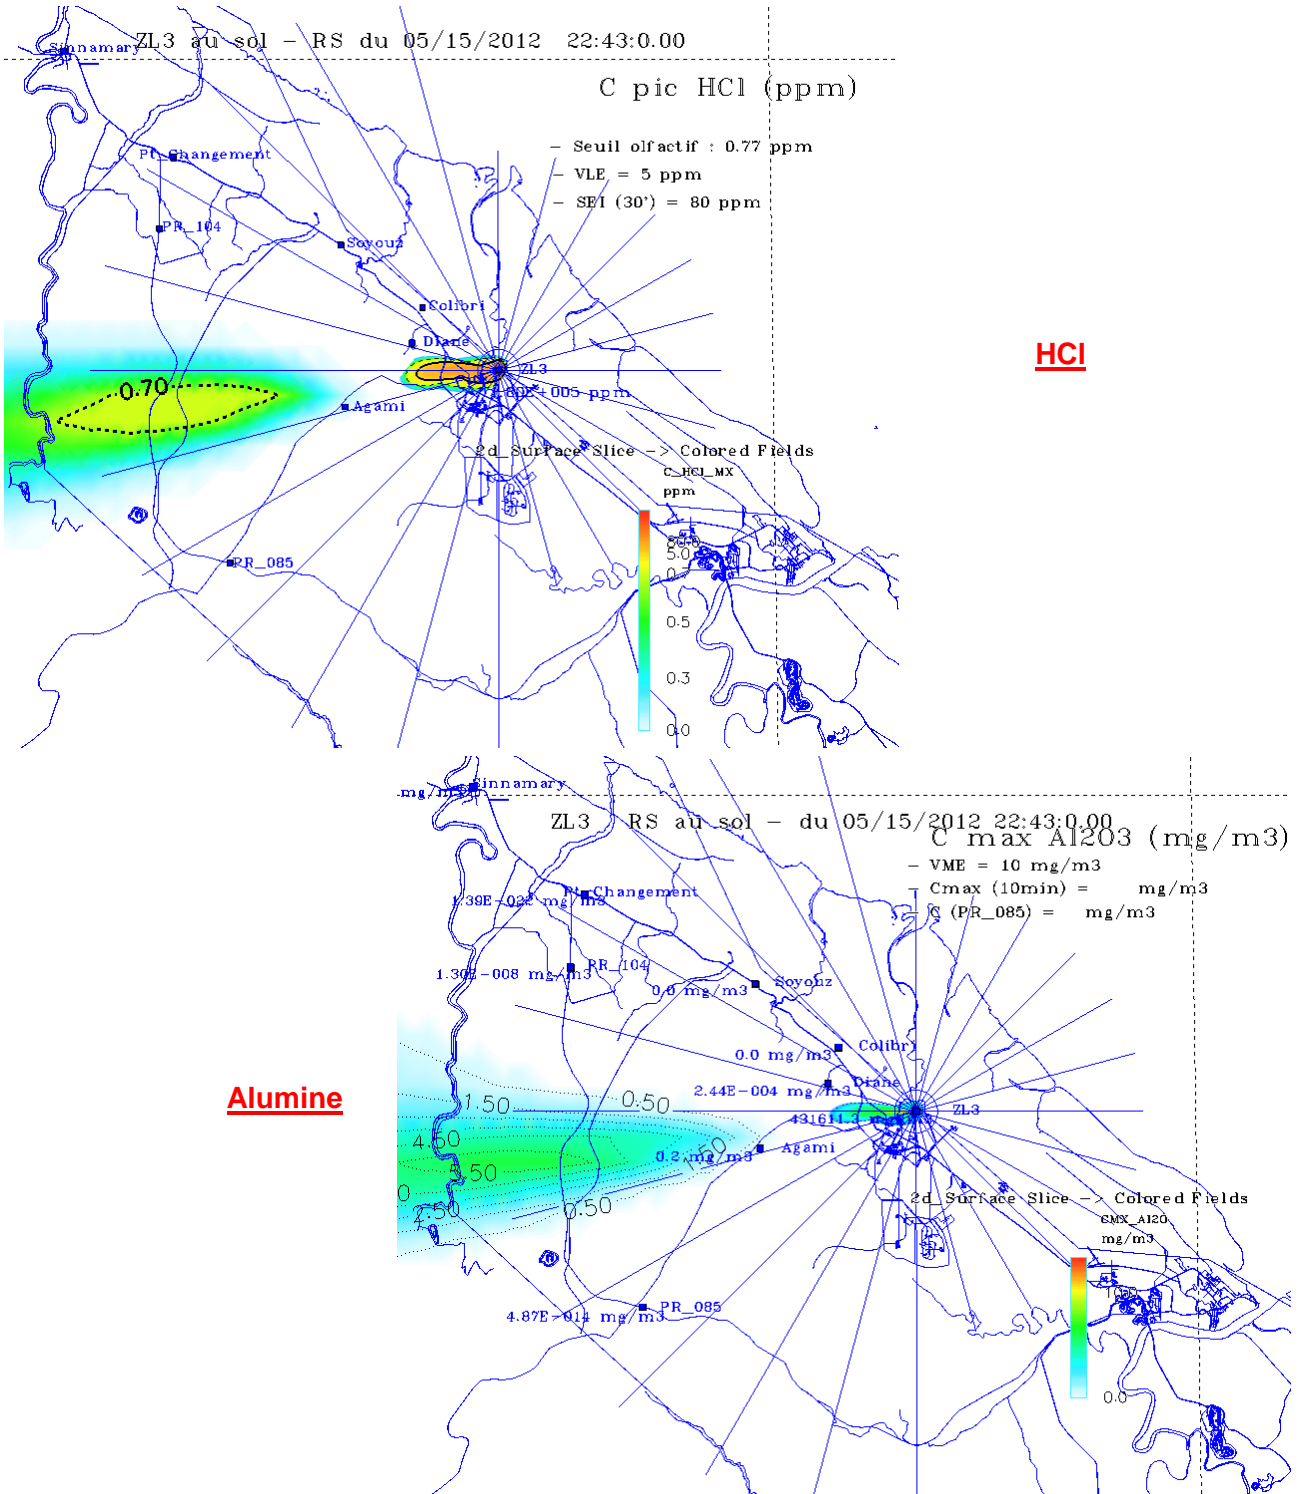 ZL3 au sol – RS du 05/15/2012 22:43:0.00
Sinnamary
C pic HCl (ppm)
– Seuil olfactif : 0.77 ppm
– VLE = 5 ppm
– SEI (30') = 80 ppm
Pt_Changement
PR_104
Soyouz
Colibri
Diane
HCl
ZL3
0.70
Agami
2d_Surface Slice –> Colored Fields
C_HCl_MX
ppm
5.0
0.5
PR_085
0.3
0.0
Sinnamary
ZL3 RS au sol – du 05/15/2012 22:43:0.00
C max Al2O3 (mg/m3)
– VME = 10 mg/m3
– Cmax (10min) = mg/m3
– C (PR_085) = mg/m3
Pt_Changement
PR_104
1.30E-008 mg/m3
Soyouz
0.0 mg/m3
Colibri
0.0 mg/m3
Diane
2.44E-004 mg/m3
Alumine
1.50
0.50
ZL3
4.50
Agami
0.2 mg/m3
1.50
2.50
0.50
2d_Surface Slice –> Colored Fields
CMX_Al2O
mg/m3
PR_085
4.87E-014 mg/m3
0.0